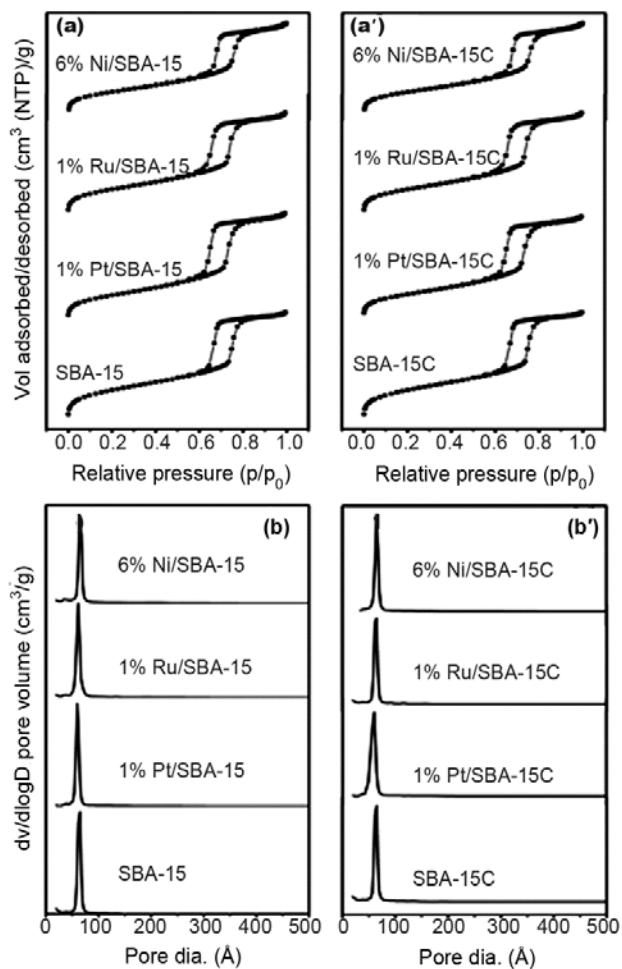 (a)
6% Ni/SBA-15
1% Ru/SBA-15
1% Pt/SBA-15
SBA-15
0.0 0.2 0.4 0.6 0.8 1.0
Relative pressure (p/p₀)
Vol adsorbed/desorbed (cm³ (NTP)/g)
(a′)
6% Ni/SBA-15C
1% Ru/SBA-15C
1% Pt/SBA-15C
SBA-15C
0.0 0.2 0.4 0.6 0.8 1.0
Relative pressure (p/p₀)
(b)
6% Ni/SBA-15
1% Ru/SBA-15
1% Pt/SBA-15
SBA-15
0 100 200 300 400 500
Pore dia. (Å)
dv/dlogD pore volume (cm³/g)
(b′)
6% Ni/SBA-15C
1% Ru/SBA-15C
1% Pt/SBA-15C
SBA-15C
0 100 200 300 400 500
Pore dia. (Å)